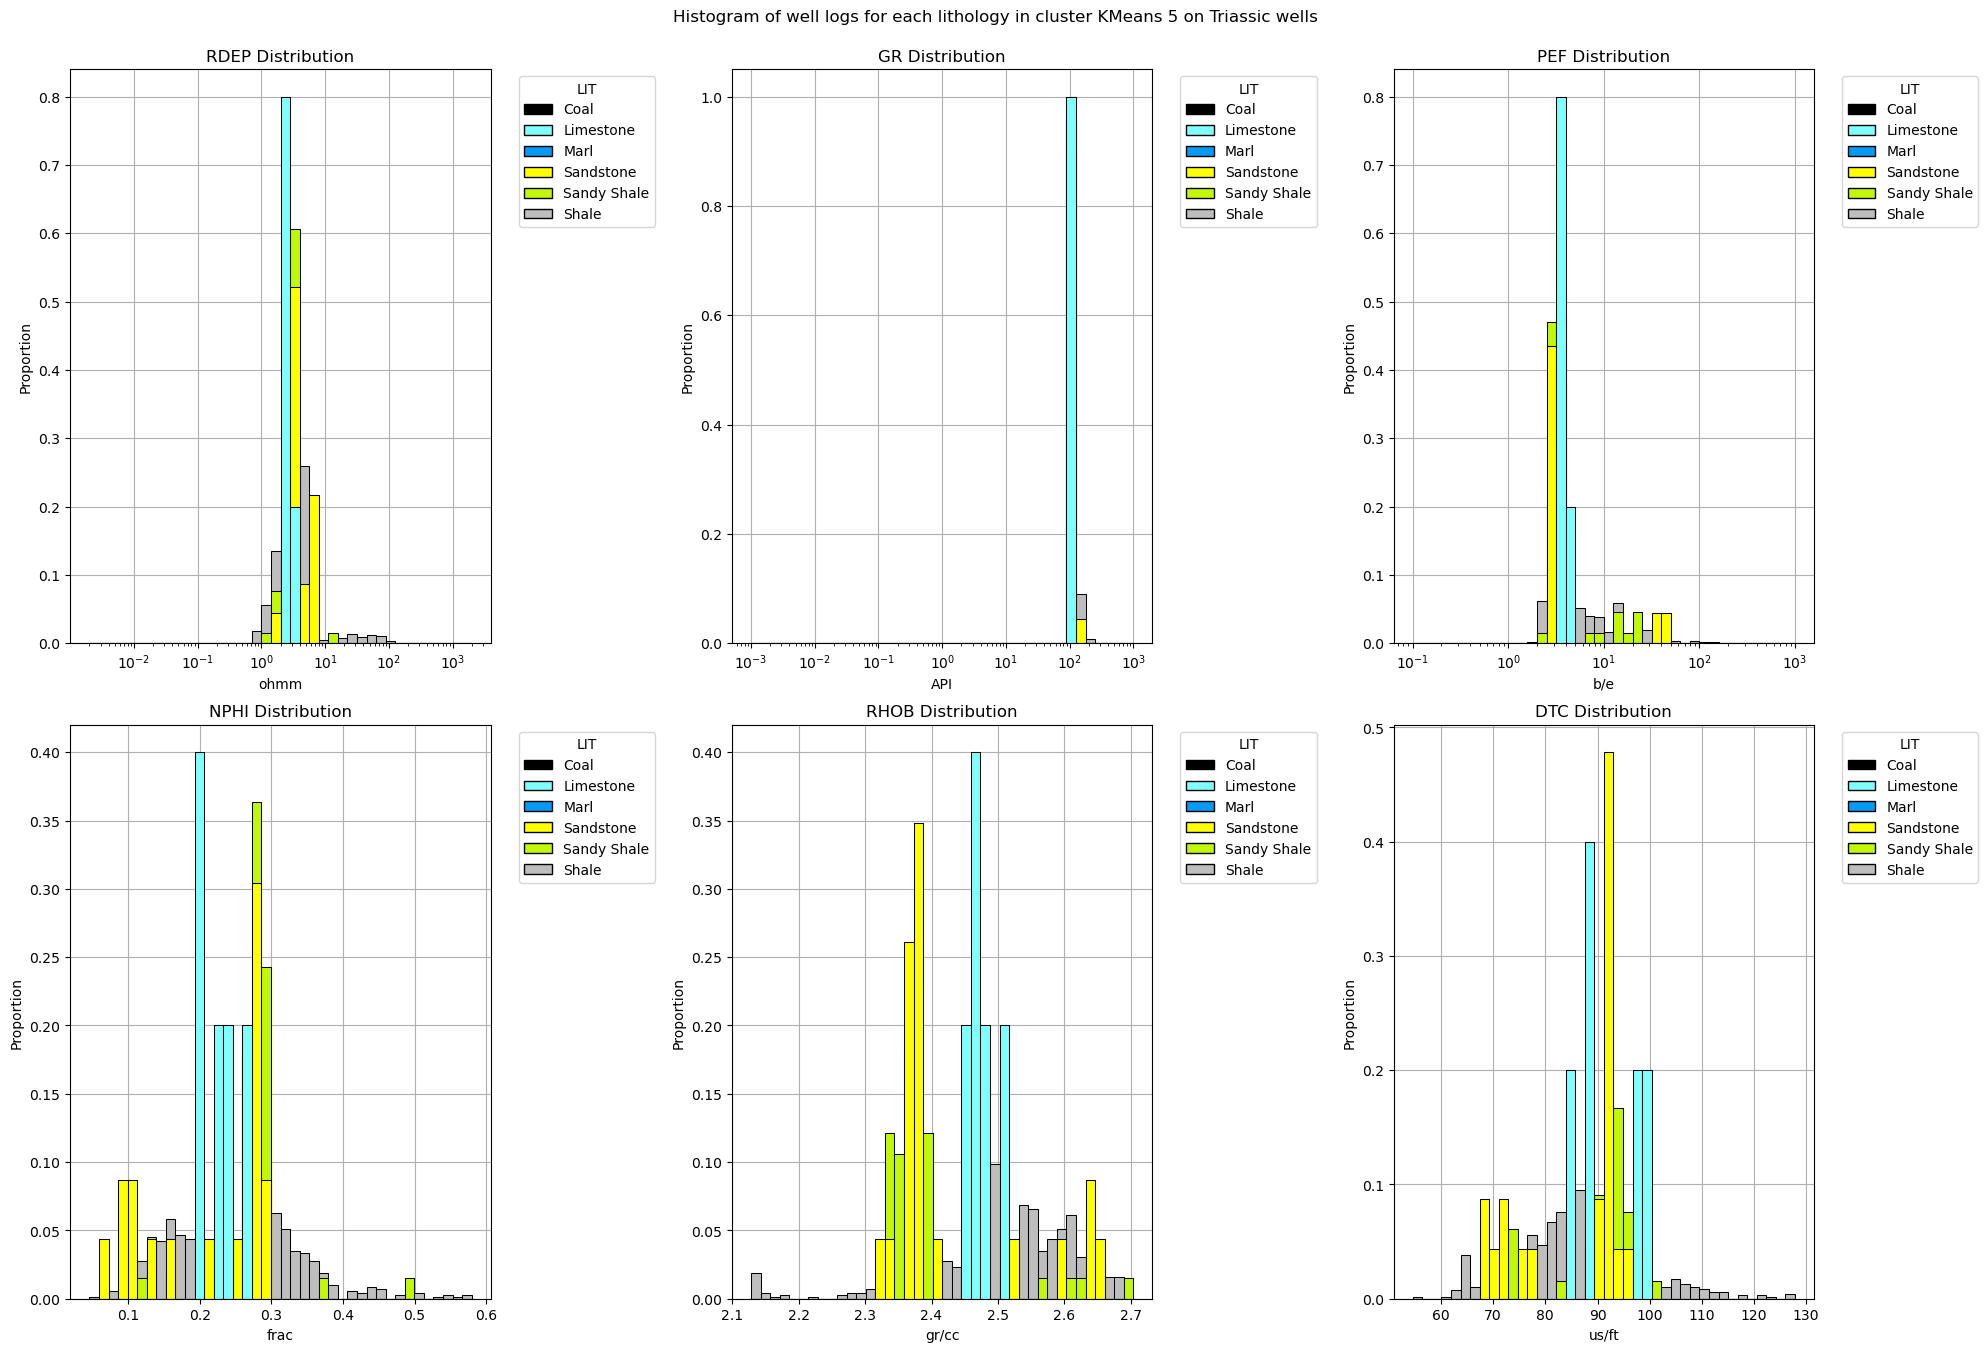 Histogram of well logs for each lithology in cluster KMeans 5 on Triassic wells
RDEP Distribution
Proportion
0.8
0.7
0.6
0.5
0.4
0.3
0.2
0.1
0.0
10⁻² 10⁻¹ 10⁰ 10¹ 10² 10³
ohmm
LIT
Coal
Limestone
Marl
Sandstone
Sandy Shale
Shale
GR Distribution
Proportion
1.0
0.8
0.6
0.4
0.2
0.0
10⁻³ 10⁻² 10⁻¹ 10⁰ 10¹ 10² 10³
API
LIT
Coal
Limestone
Marl
Sandstone
Sandy Shale
Shale
PEF Distribution
Proportion
0.8
0.7
0.6
0.5
0.4
0.3
0.2
0.1
0.0
10⁻¹ 10⁰ 10¹ 10² 10³
b/e
LIT
Coal
Limestone
Marl
Sandstone
Sandy Shale
Shale
NPHI Distribution
Proportion
0.40
0.35
0.30
0.25
0.20
0.15
0.10
0.05
0.00
0.1 0.2 0.3 0.4 0.5 0.6
frac
LIT
Coal
Limestone
Marl
Sandstone
Sandy Shale
Shale
RHOB Distribution
Proportion
0.40
0.35
0.30
0.25
0.20
0.15
0.10
0.05
0.00
2.1 2.2 2.3 2.4 2.5 2.6 2.7
gr/cc
LIT
Coal
Limestone
Marl
Sandstone
Sandy Shale
Shale
DTC Distribution
Proportion
0.5
0.4
0.3
0.2
0.1
0.0
60 70 80 90 100 110 120 130
us/ft
LIT
Coal
Limestone
Marl
Sandstone
Sandy Shale
Shale